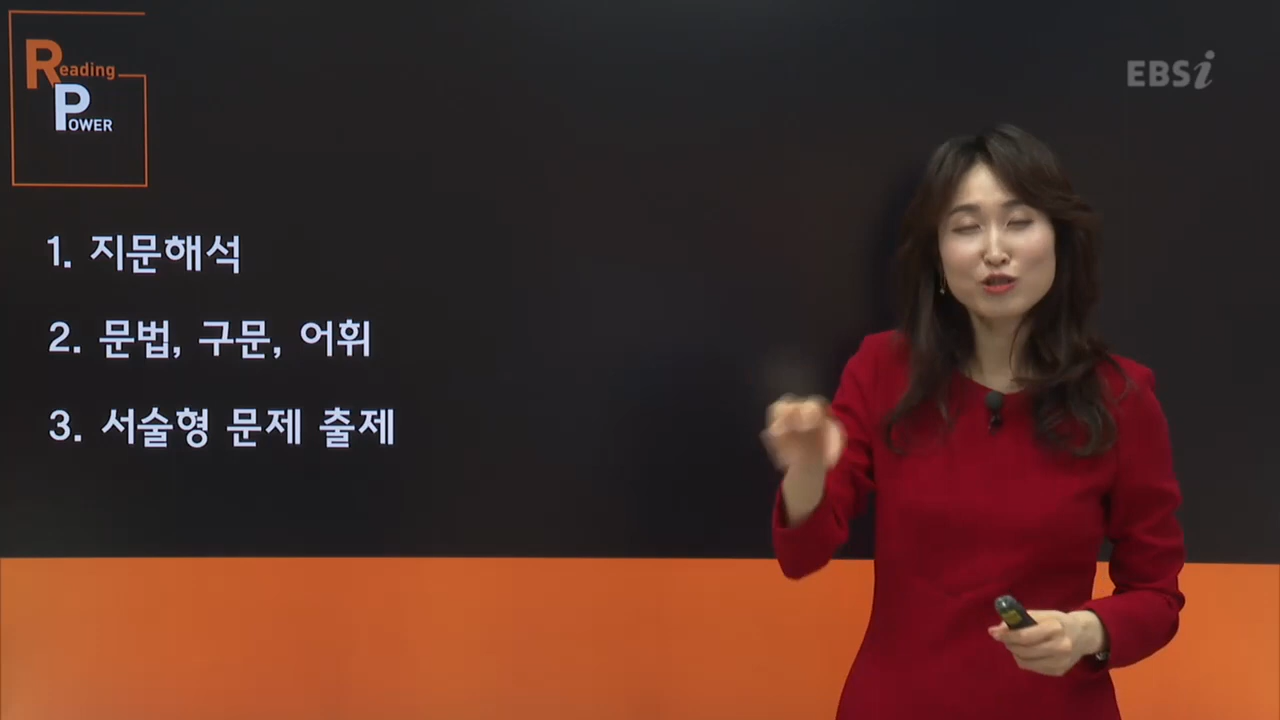 Reading
POWER
EBSi
1. 지문해석
2. 문법, 구문, 어휘
3. 서술형 문제 출제